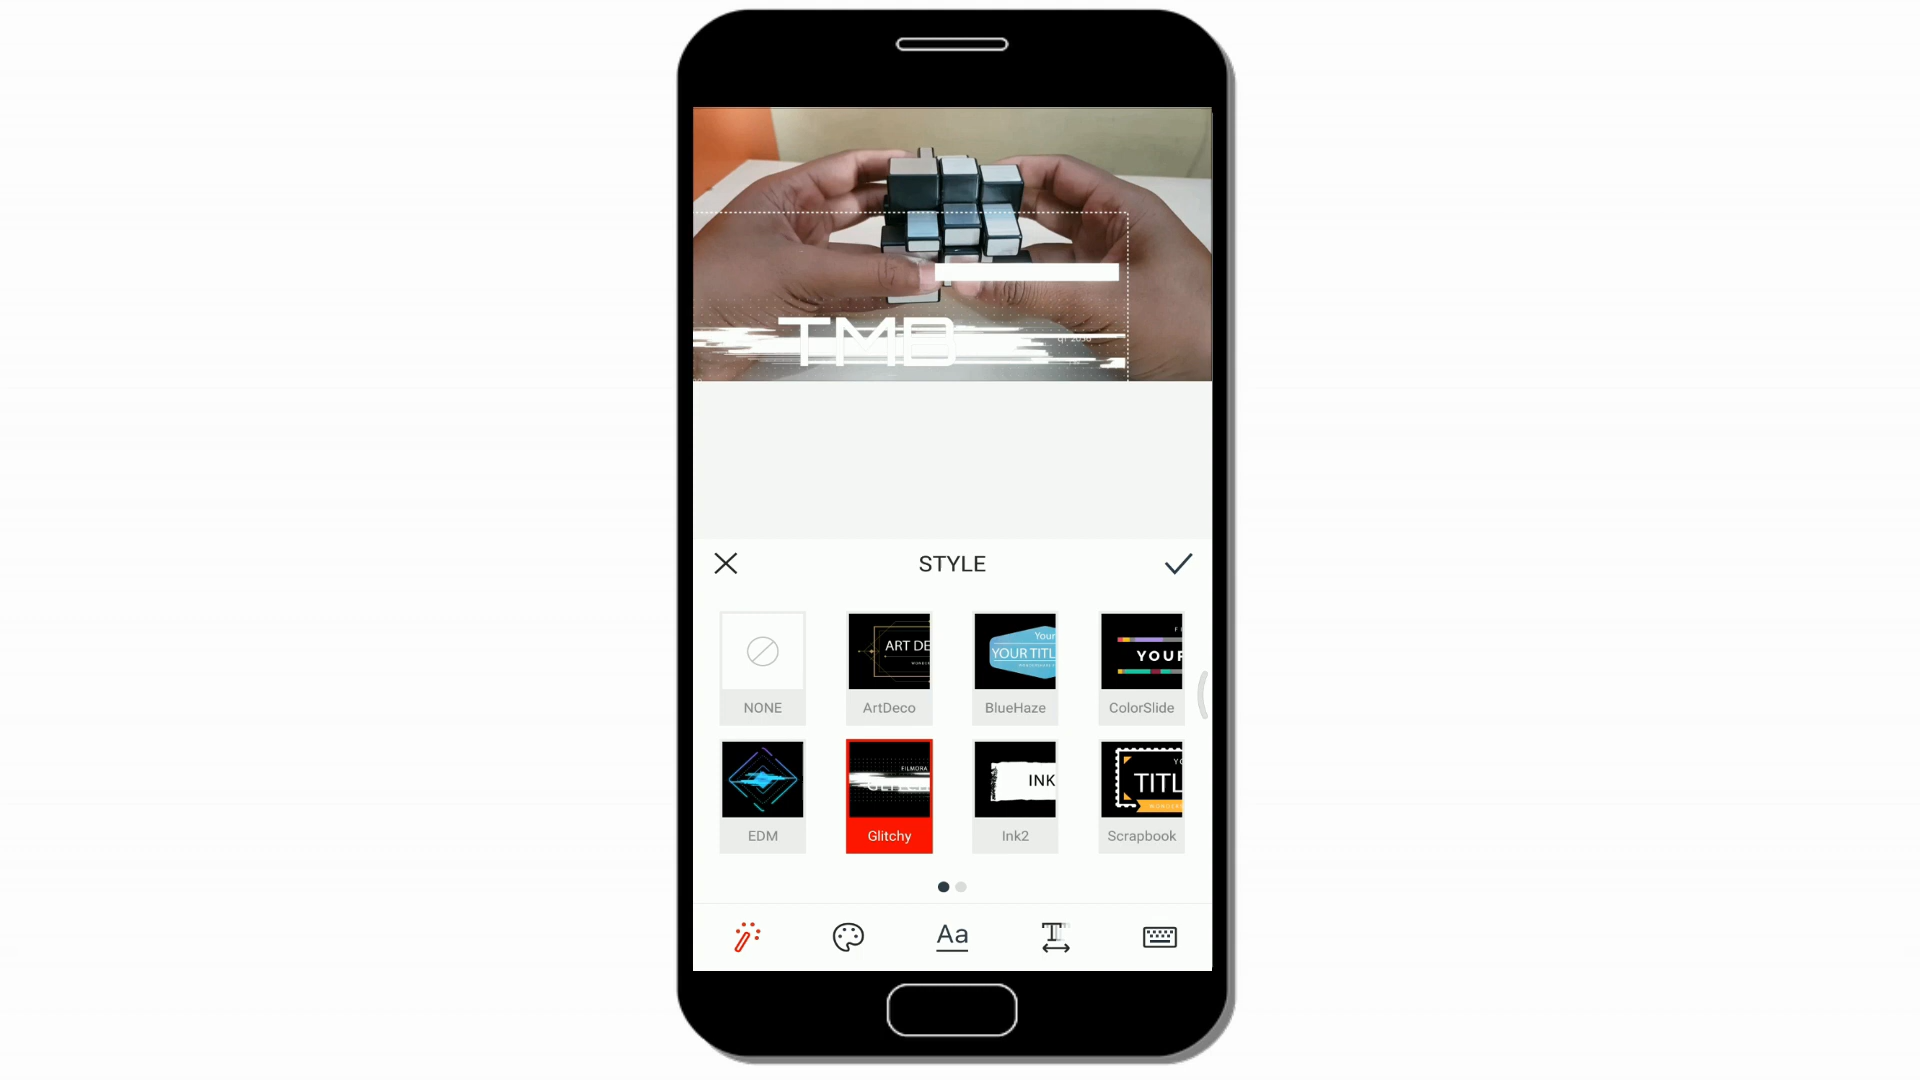 TMB
STYLE
ART DE
Your
YOUR TITL
YOUR
NONE
ArtDeco
BlueHaze
ColorSlide
FILMORA
INK
TITL
EDM
Glitchy
Ink2
Scrapbook
Aa
T